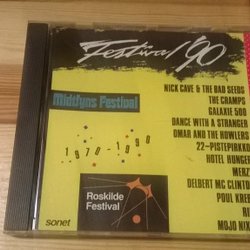 Festival '90
NICK CAVE & THE BAD SEEDS
THE CRAMPS
GALAXIE 500
DANCE WITH A STRANGER
OMAR AND THE HOWLERS
22-PISTEPIRKKO
HOTEL HUNGER
MERZ
DELBERT MC CLINTO
POUL KREB
MOJO NIX
Midtfyns Festival
1970-1990
Roskilde
Festival
sonet